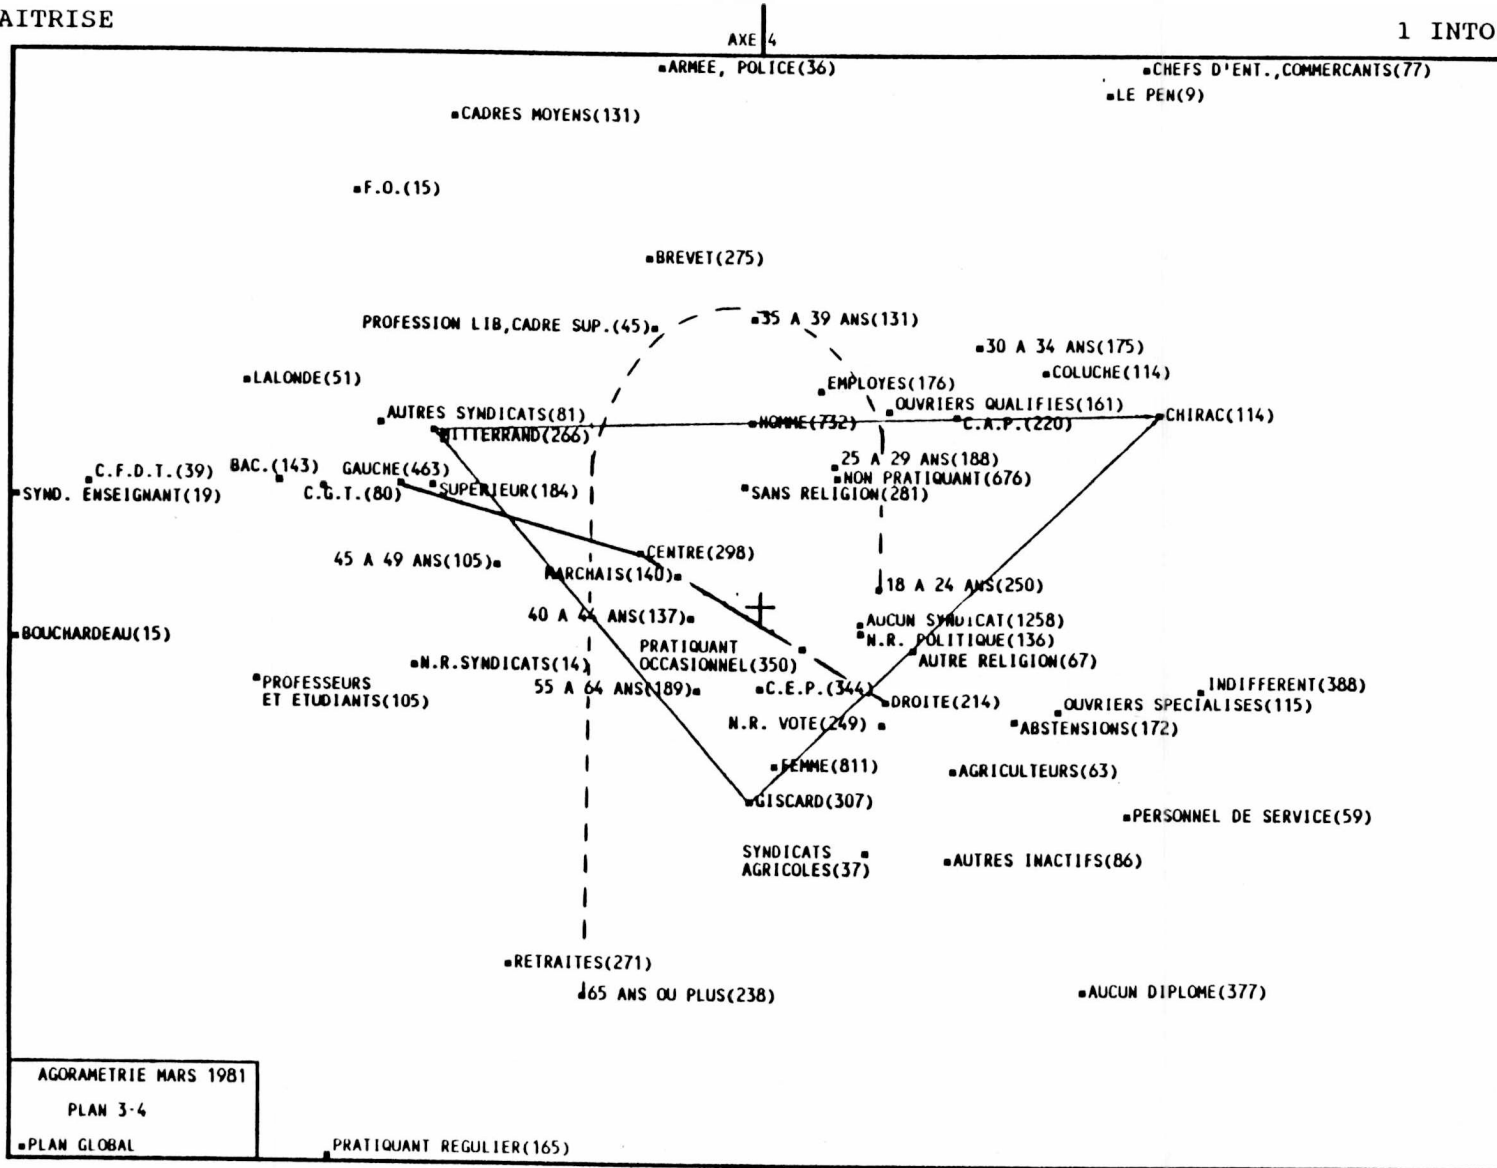 AITRISE
1 INTO
AXE 4
ARMEE, POLICE(36)
CHEFS D'ENT.,COMMERCANTS(77)
LE PEN(9)
CADRES MOYENS(131)
F.O.(15)
BREVET(275)
PROFESSION LIB,CADRE SUP.(45)
35 A 39 ANS(131)
30 A 34 ANS(175)
LALONDE(51)
COLUCHE(114)
EMPLOYES(176)
AUTRES SYNDICATS(81)
OUVRIERS QUALIFIES(161)
CHIRAC(114)
MITTERRAND(266)
HOMME(732)
C.A.P.(220)
C.F.D.T.(39)
BAC.(143)
GAUCHE(463)
25 A 29 ANS(188)
NON PRATIQUANT(676)
SYND. ENSEIGNANT(19)
C.G.T.(80)
SUPERIEUR(184)
SANS RELIGION(281)
45 A 49 ANS(105)
CENTRE(298)
MARCHAIS(140)
18 A 24 ANS(250)
40 A 44 ANS(137)
AUCUN SYNDICAT(1258)
BOUCHARDEAU(15)
N.R. POLITIQUE(136)
PRATIQUANT
OCCASIONNEL(350)
AUTRE RELIGION(67)
N.R.SYNDICATS(14)
PROFESSEURS
ET ETUDIANTS(105)
55 A 64 ANS(189)
C.E.P.(344)
INDIFFERENT(388)
DROITE(214)
OUVRIERS SPECIALISES(115)
N.R. VOTE(249)
ABSTENSIONS(172)
FEMME(811)
AGRICULTEURS(63)
GISCARD(307)
PERSONNEL DE SERVICE(59)
SYNDICATS
AGRICOLES(37)
AUTRES INACTIFS(86)
RETRAITES(271)
65 ANS OU PLUS(238)
AUCUN DIPLOME(377)
AGORAMETRIE MARS 1981
PLAN 3-4
PLAN GLOBAL
PRATIQUANT REGULIER(165)